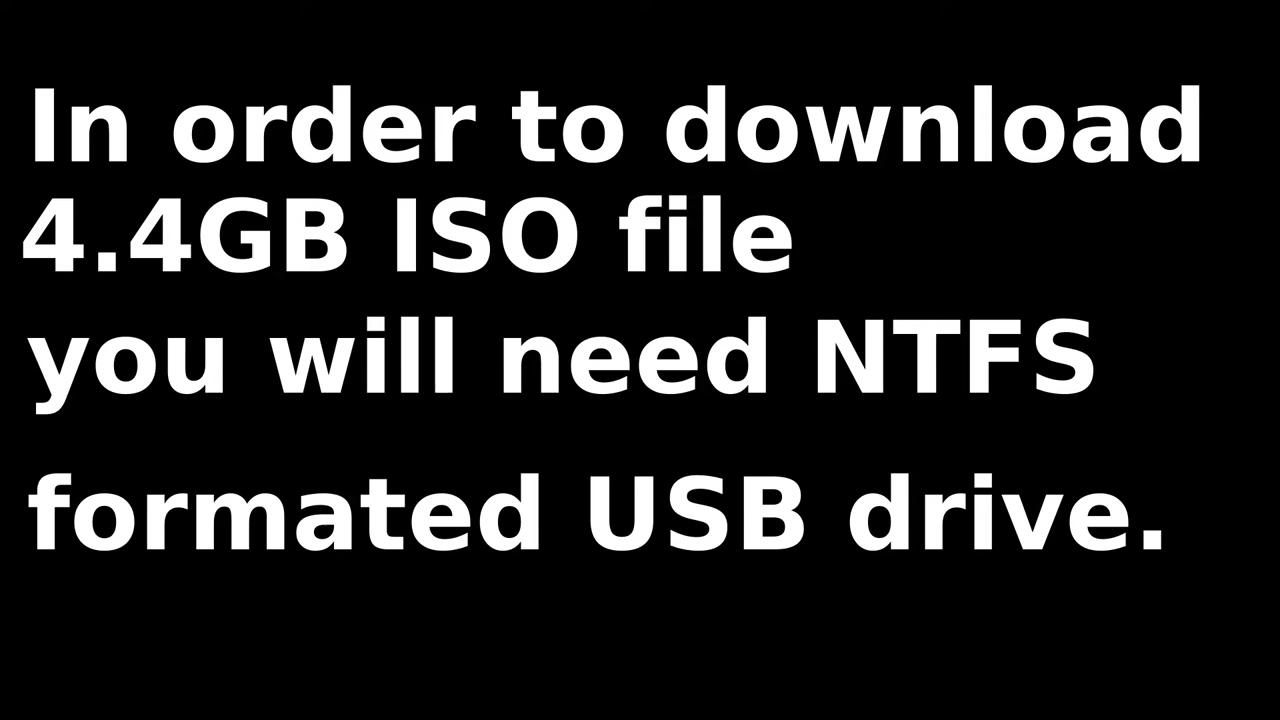 In order to download
4.4GB ISO file
you will need NTFS
formated USB drive.